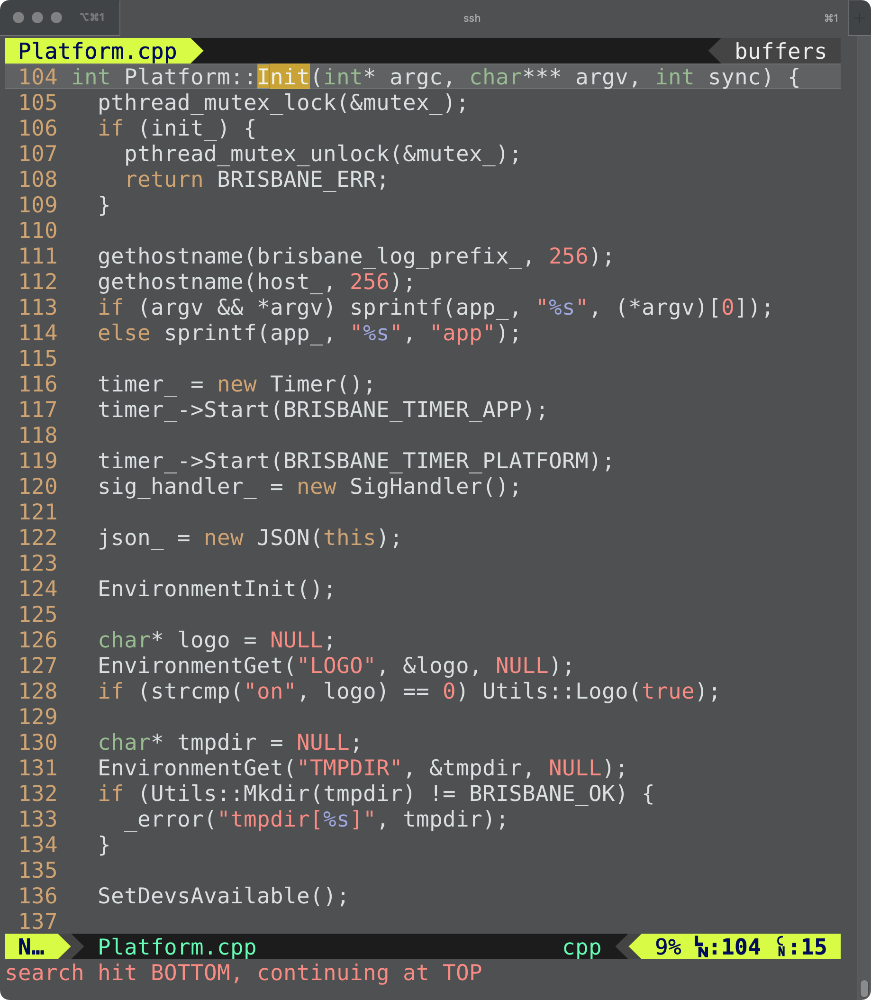 ⌥⌘1 ssh ⌘1 +
Platform.cpp buffers
104 int Platform::Init(int* argc, char*** argv, int sync) {
105   pthread_mutex_lock(&mutex_);
106   if (init_) {
107     pthread_mutex_unlock(&mutex_);
108     return BRISBANE_ERR;
109   }
110
111   gethostname(brisbane_log_prefix_, 256);
112   gethostname(host_, 256);
113   if (argv && *argv) sprintf(app_, "%s", (*argv)[0]);
114   else sprintf(app_, "%s", "app");
115
116   timer_ = new Timer();
117   timer_->Start(BRISBANE_TIMER_APP);
118
119   timer_->Start(BRISBANE_TIMER_PLATFORM);
120   sig_handler_ = new SigHandler();
121
122   json_ = new JSON(this);
123
124   EnvironmentInit();
125
126   char* logo = NULL;
127   EnvironmentGet("LOGO", &logo, NULL);
128   if (strcmp("on", logo) == 0) Utils::Logo(true);
129
130   char* tmpdir = NULL;
131   EnvironmentGet("TMPDIR", &tmpdir, NULL);
132   if (Utils::Mkdir(tmpdir) != BRISBANE_OK) {
133     _error("tmpdir[%s]", tmpdir);
134   }
135
136   SetDevsAvailable();
137
N… Platform.cpp cpp 9% LN:104 CN:15
search hit BOTTOM, continuing at TOP